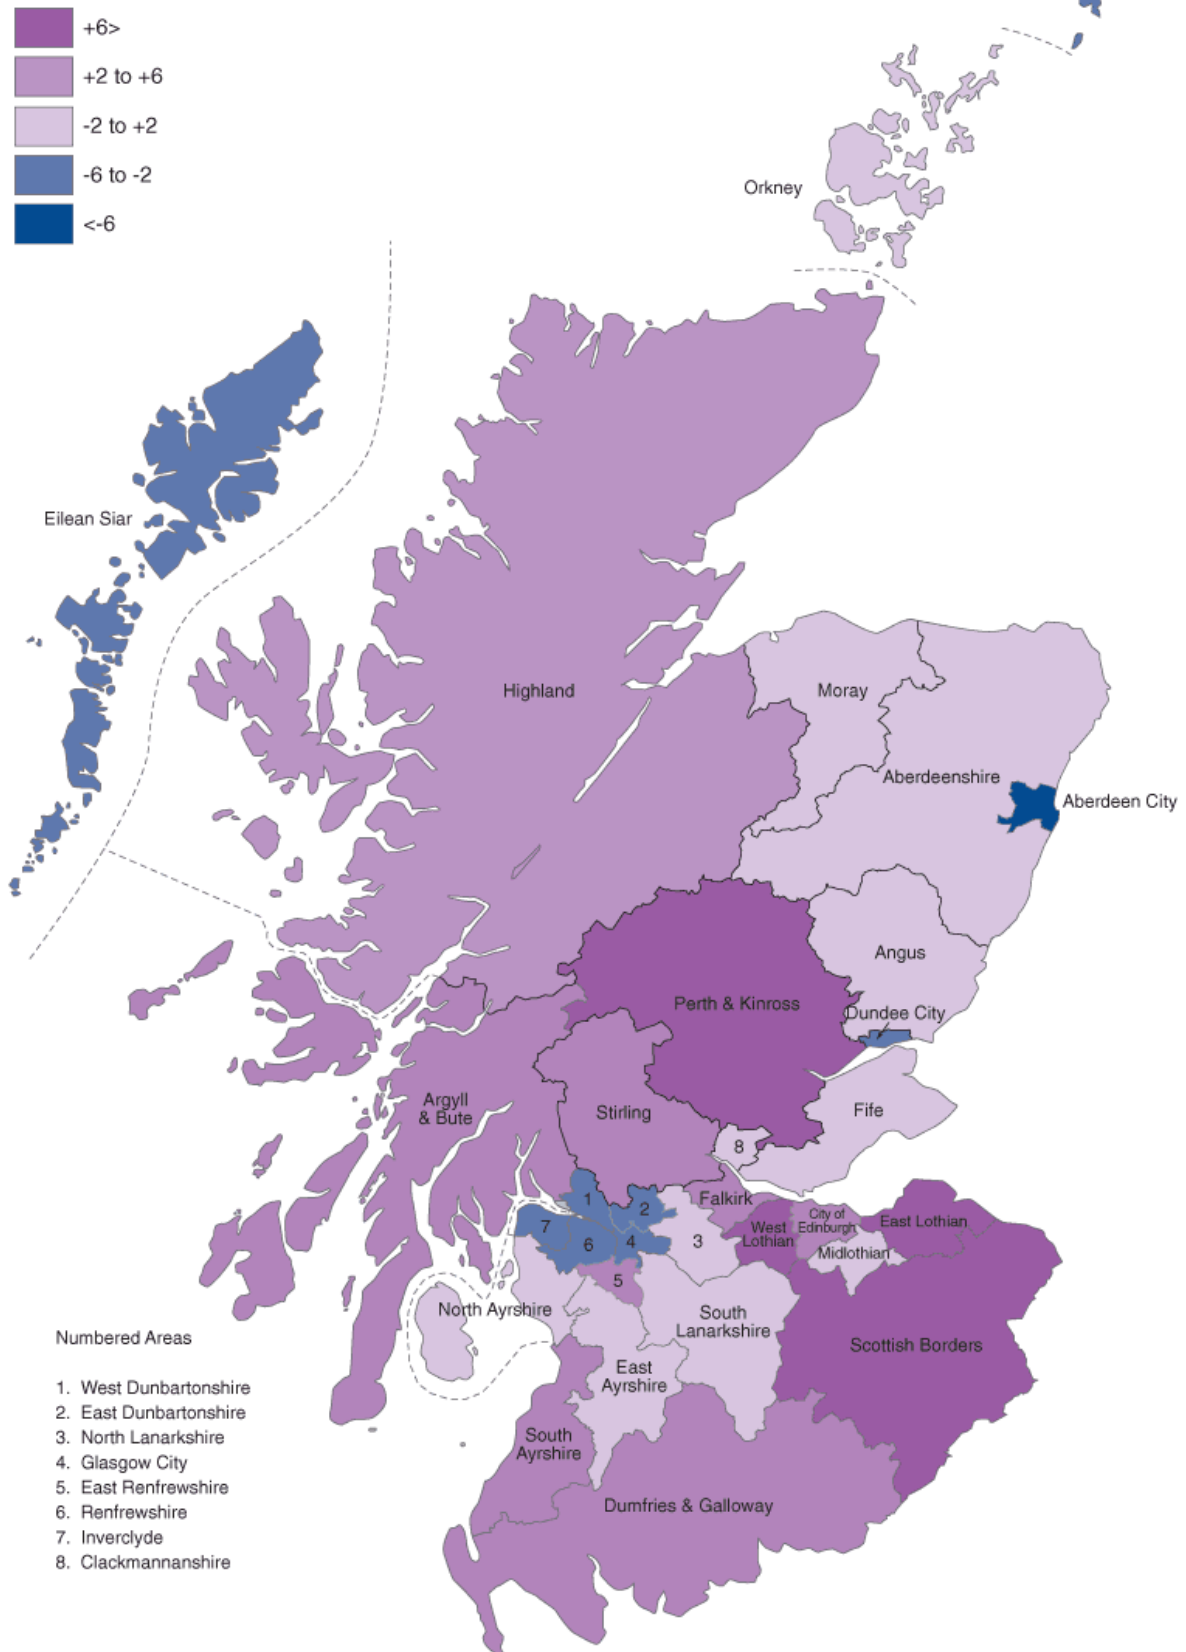 +6>
+2 to +6
-2 to +2
-6 to -2
<-6
Orkney
Eilean Siar
Highland
Moray
Aberdeenshire
Aberdeen City
Angus
Perth & Kinross
Dundee City
Argyll
& Bute
Stirling
Fife
8
1
2
Falkirk
7
6
4
3
West
Lothian
City of
Edinburgh
East Lothian
Midlothian
5
North Ayrshire
South
Lanarkshire
Scottish Borders
East
Ayrshire
South
Ayrshire
Dumfries & Galloway
Numbered Areas
1. West Dunbartonshire
2. East Dunbartonshire
3. North Lanarkshire
4. Glasgow City
5. East Renfrewshire
6. Renfrewshire
7. Inverclyde
8. Clackmannanshire